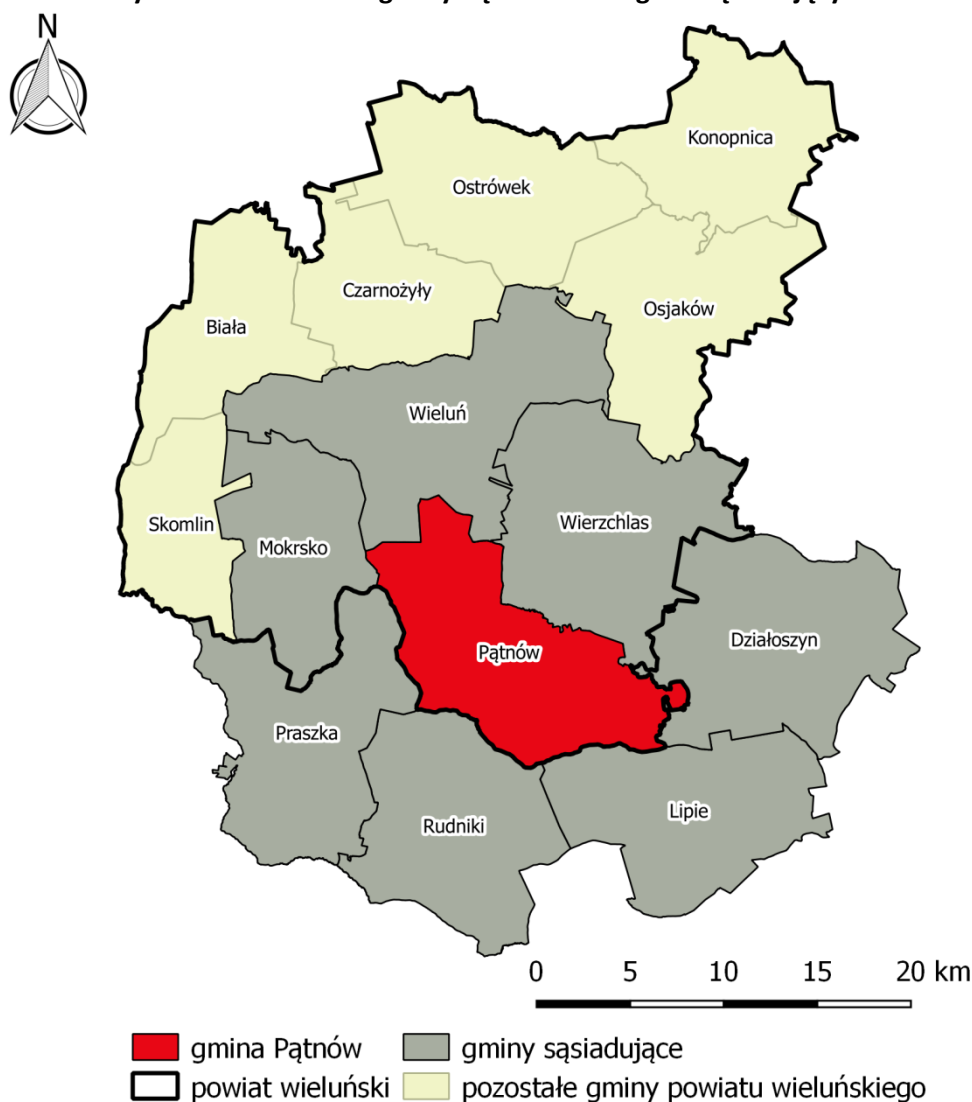 N
Konopnica
Ostrówek
Czarnożyły
Osjaków
Biała
Wieluń
Skomlin
Mokrsko
Wierzchlas
Działoszyn
Pątnów
Praszka
Lipie
Rudniki
0 5 10 15 20 km
gmina Pątnów gminy sąsiadujące
powiat wieluński pozostałe gminy powiatu wieluńskiego